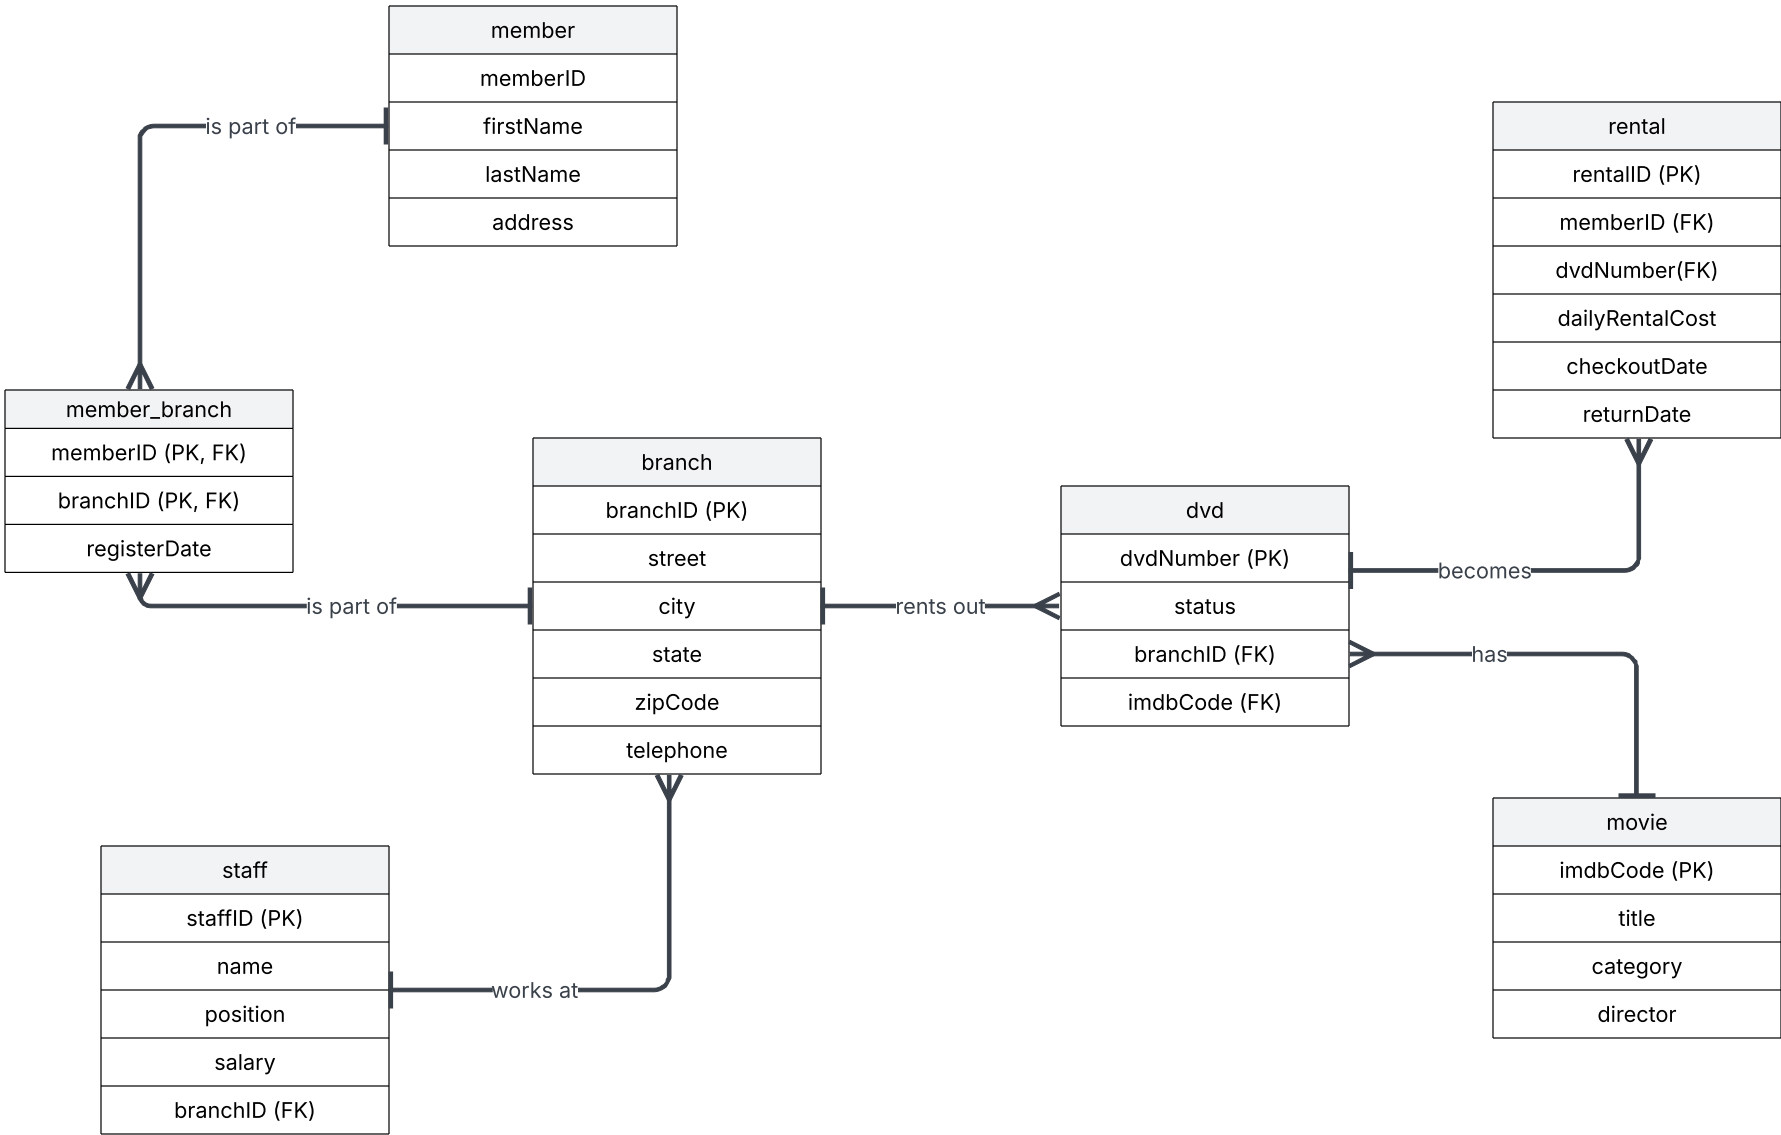 member
memberID
firstName
lastName
address
is part of
rental
rentalID (PK)
memberID (FK)
dvdNumber(FK)
dailyRentalCost
checkoutDate
returnDate
member_branch
memberID (PK, FK)
branchID (PK, FK)
registerDate
is part of
branch
branchID (PK)
street
city
state
zipCode
telephone
rents out
dvd
dvdNumber (PK)
status
branchID (FK)
imdbCode (FK)
becomes
has
staff
staffID (PK)
name
position
salary
branchID (FK)
works at
movie
imdbCode (PK)
title
category
director